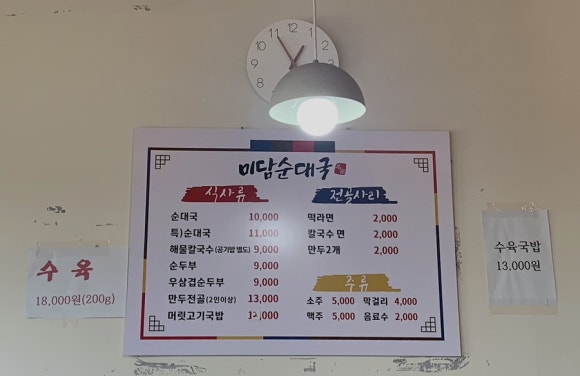 12
11
미담순대국
식사류
순대국 10,000
특)순대국 11,000
해물칼국수(공기밥 별도) 9,000
순두부 9,000
우삼겹순두부 9,000
만두전골(2인이상) 13,000
머릿고기국밥
전골사리
떡라면 2,000
칼국수면 2,000
만두2개 2,000
주류
소주 5,000 막걸리 4,000
맥주 5,000 음료수 2,000
수육
18,000원(200g)
수육국밥
13,000원